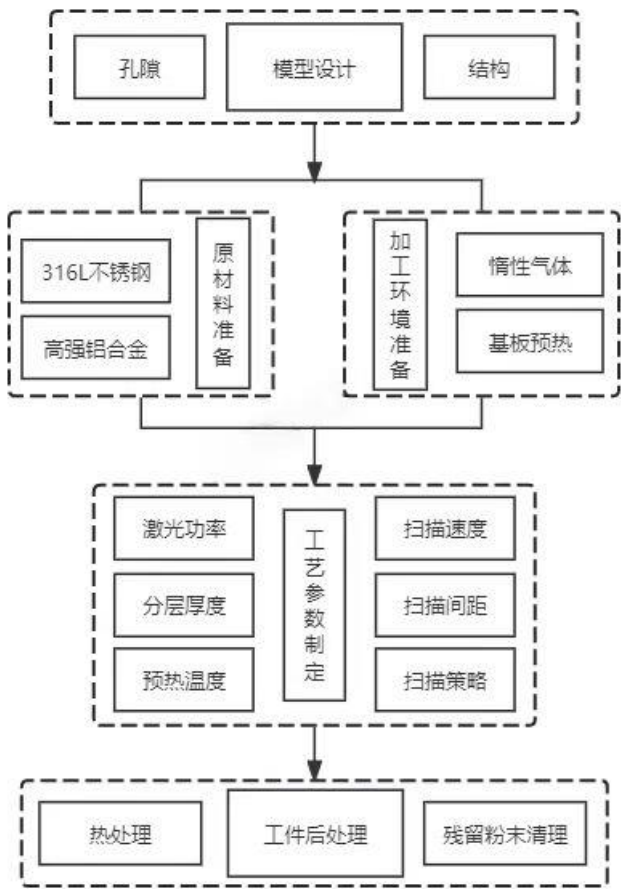 孔隙
模型设计
结构
316L不锈钢
高强铝合金
原材料准备
加工环境准备
惰性气体
基板预热
激光功率
分层厚度
预热温度
工艺参数制定
扫描速度
扫描间距
扫描策略
热处理
工件后处理
残留粉末清理